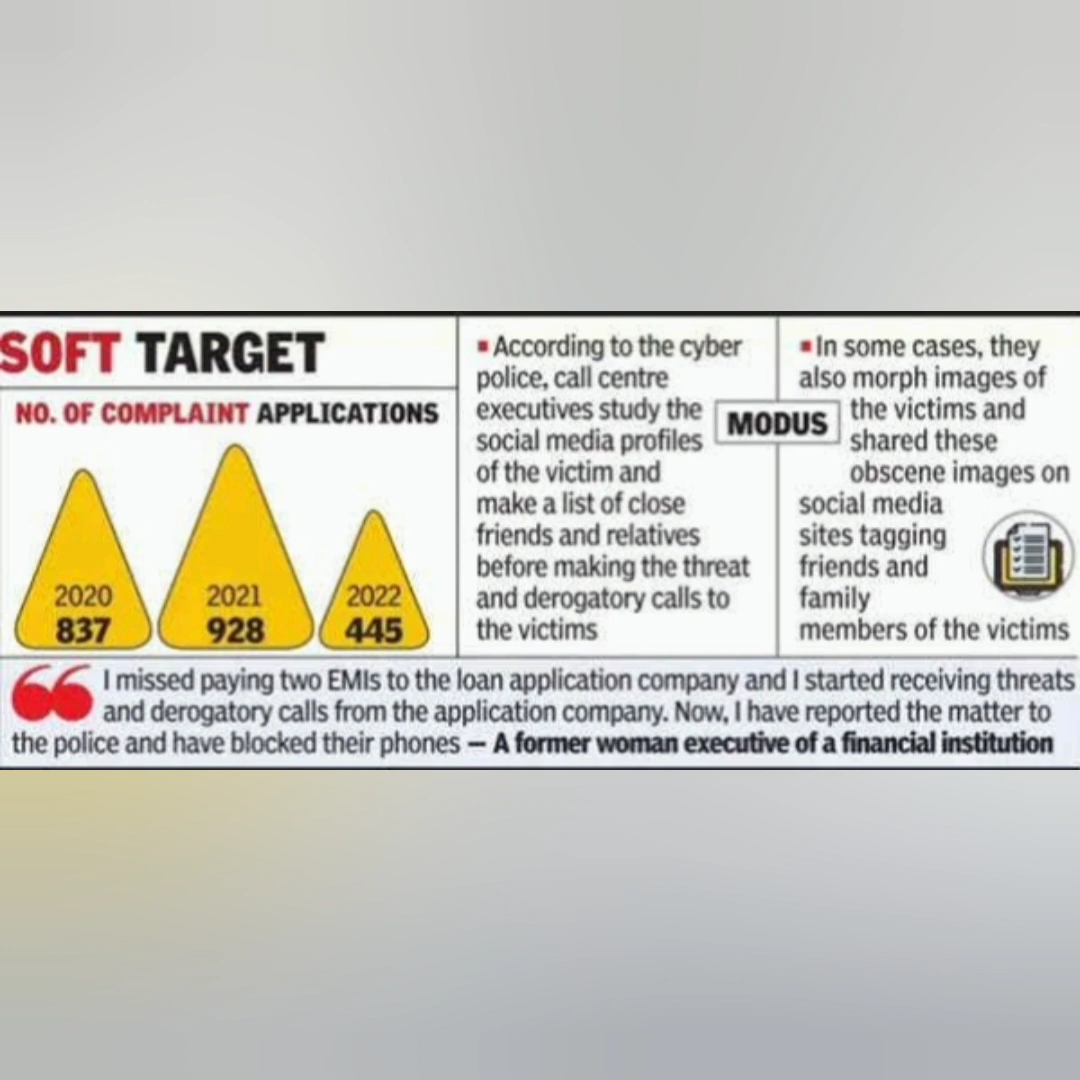 SOFT TARGET
NO. OF COMPLAINT APPLICATIONS
2020
837
2021
928
2022
445
MODUS
▪According to the cyber
police, call centre
executives study the
social media profiles
of the victim and
make a list of close
friends and relatives
before making the threat
and derogatory calls to
the victims
▪In some cases, they
also morph images of
the victims and
shared these
obscene images on
social media
sites tagging
friends and
family
members of the victims
❝ I missed paying two EMIs to the loan application company and I started receiving threats
and derogatory calls from the application company. Now, I have reported the matter to
the police and have blocked their phones — A former woman executive of a financial institution